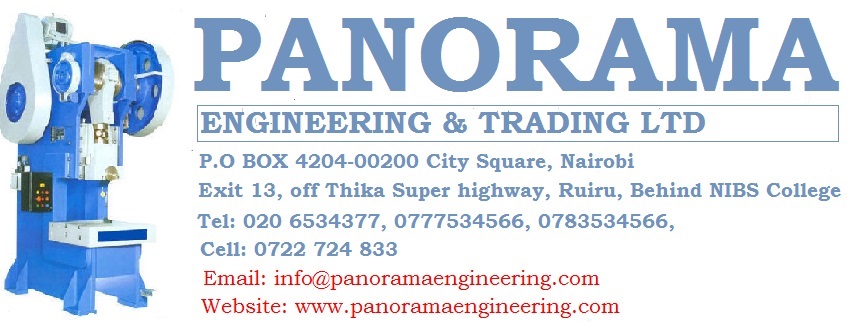 PANORAMA
ENGINEERING & TRADING LTD
P.O BOX 4204-00200 City Square, Nairobi
Exit 13, off Thika Super highway, Ruiru, Behind NIBS College
Tel: 020 6534377, 0777534566, 0783534566,
Cell: 0722 724 833
Email: info@panoramaengineering.com
Website: www.panoramaengineering.com